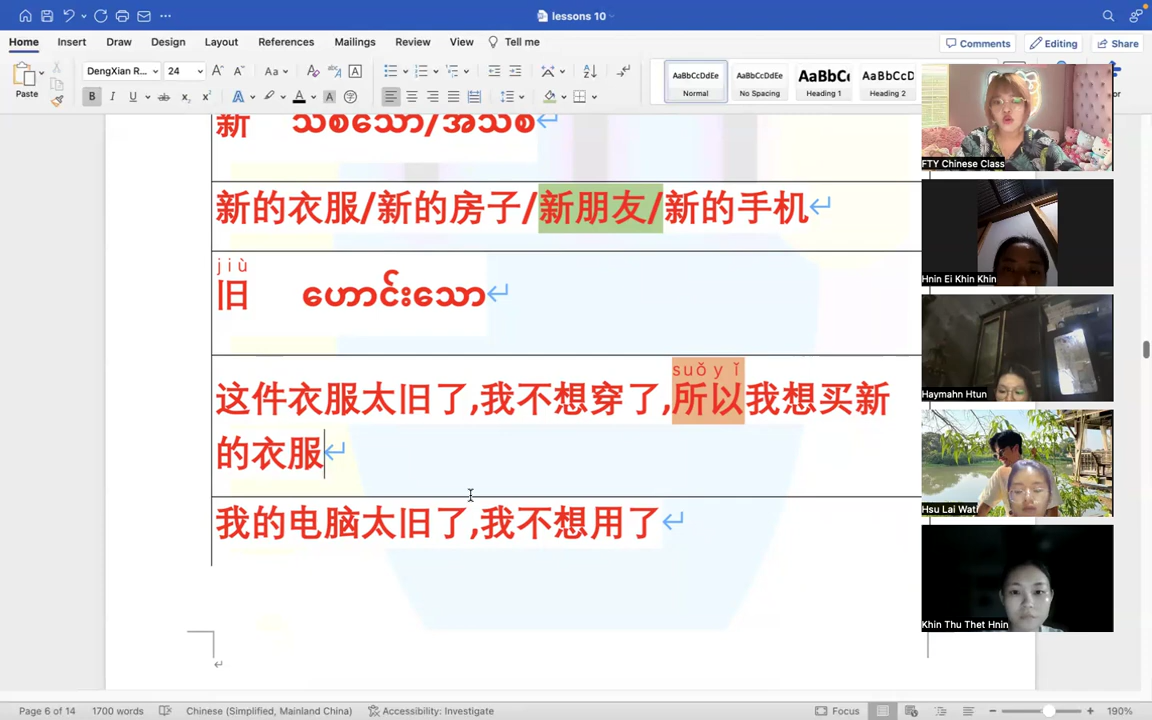 lessons 10
Home Insert Draw Design Layout References Mailings Review View Tell me Comments Editing Share
Paste
DengXian R... 24
AaBbCcDdEe AaBbCcDdEe AaBbC AaBbCcD
Normal No Spacing Heading 1 Heading 2
新 သစ်သော/အသစ်
新的衣服/新的房子/新朋友/新的手机
jiù
旧 ဟောင်းသော
suǒ yǐ
这件衣服太旧了,我不想穿了,所以我想买新
的衣服
我的电脑太旧了,我不想用了
FTY Chinese Class
Hnin Ei Khin Khin
Haymahn Htun
Hsu Lai Wat
Khin Thu Thet Hnin
Page 6 of 14 1700 words Chinese (Simplified, Mainland China) Accessibility: Investigate Focus 190%